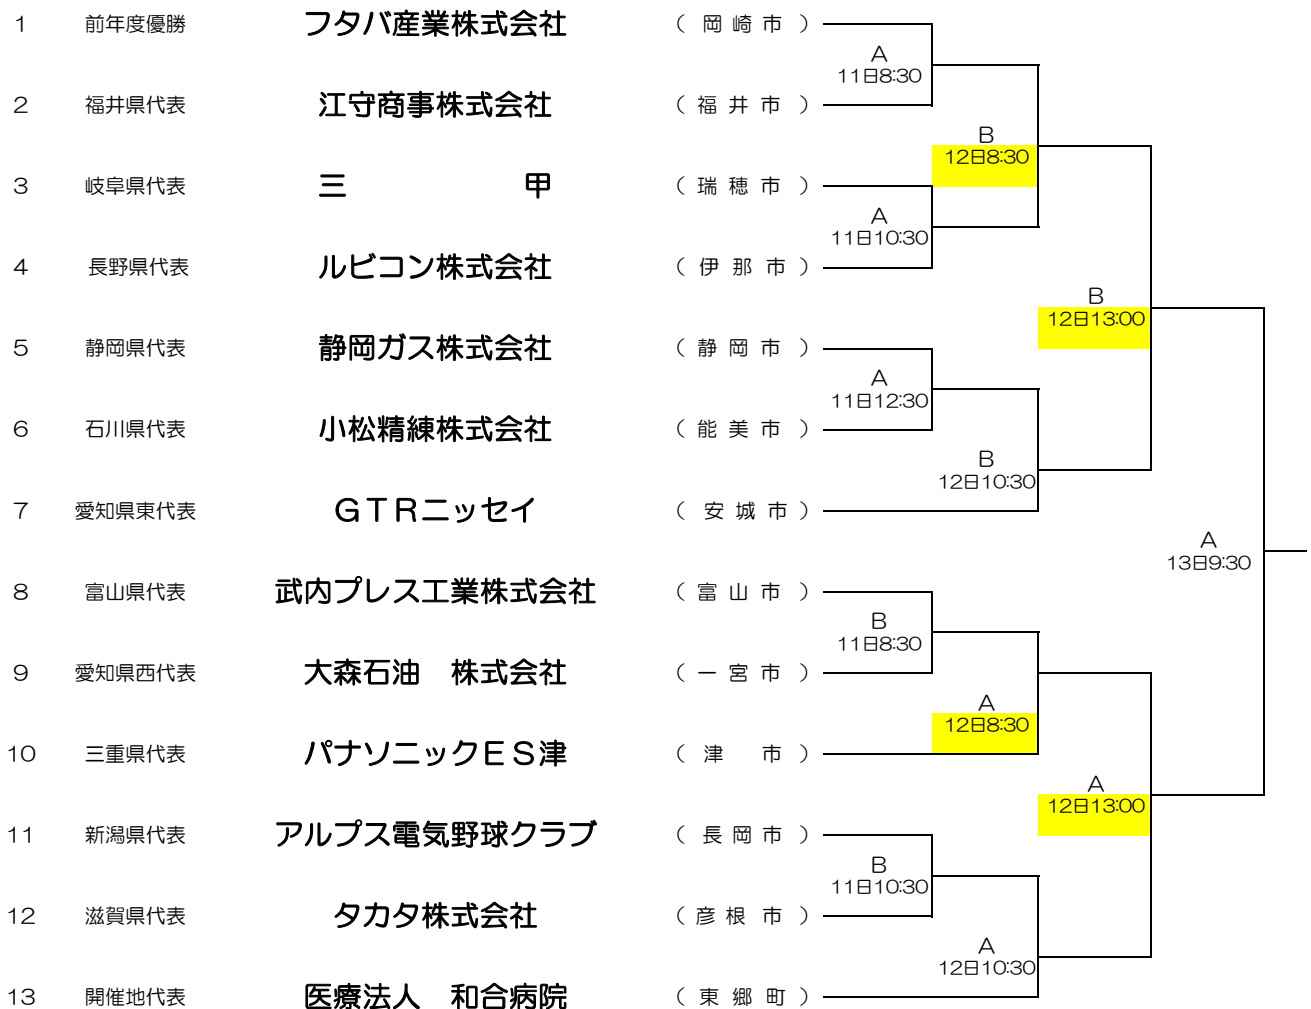 1 前年度優勝 フタバ産業株式会社 （ 岡 崎 市 ）
A
11日8:30
2 福井県代表 江守商事株式会社 （ 福 井 市 ）
B
12日8:30
3 岐阜県代表 三 甲 （ 瑞 穂 市 ）
A
11日10:30
4 長野県代表 ルビコン株式会社 （ 伊 那 市 ）
B
12日13:00
5 静岡県代表 静岡ガス株式会社 （ 静 岡 市 ）
A
11日12:30
6 石川県代表 小松精練株式会社 （ 能 美 市 ）
B
12日10:30
7 愛知県東代表 ＧＴＲニッセイ （ 安 城 市 ）
A
13日9:30
8 富山県代表 武内プレス工業株式会社 （ 富 山 市 ）
B
11日8:30
9 愛知県西代表 大森石油　株式会社 （ 一 宮 市 ）
A
12日8:30
10 三重県代表 パナソニックＥＳ津 （ 津 市 ）
A
12日13:00
11 新潟県代表 アルプス電気野球クラブ （ 長 岡 市 ）
B
11日10:30
12 滋賀県代表 タカタ株式会社 （ 彦 根 市 ）
A
12日10:30
13 開催地代表 医療法人　和合病院 （ 東 郷 町 ）